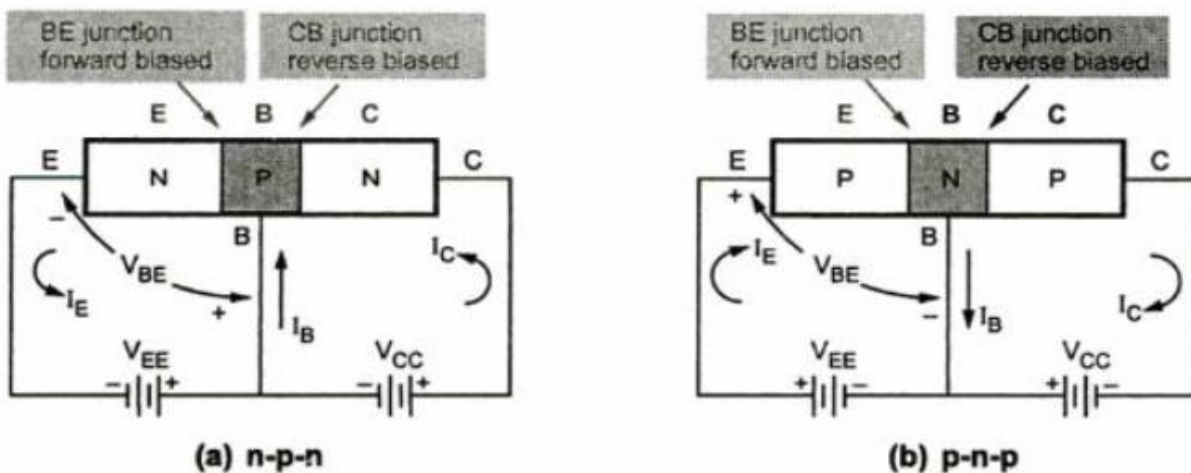 BE junction
forward biased
CB junction
reverse biased
E B C
E
N P N
C
B
−
V_BE
+
I_E
I_B
I_C
V_EE
− +
V_CC
− +
(a) n-p-n
BE junction
forward biased
CB junction
reverse biased
E B C
E
P N P
C
B
+
I_E
V_BE
−
I_B
I_C
V_EE
+ −
V_CC
+ −
(b) p-n-p